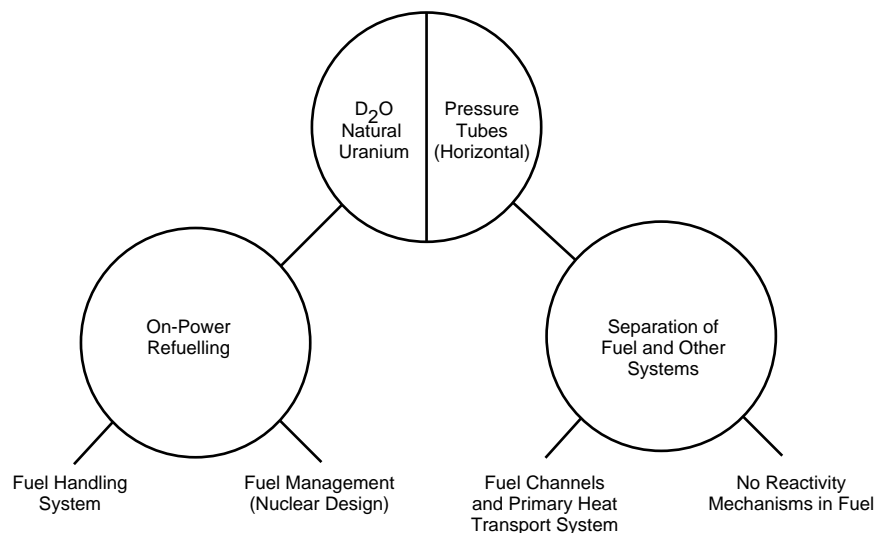 D2O
Natural
Uranium
Pressure
Tubes
(Horizontal)
On-Power
Refuelling
Separation of
Fuel and Other
Systems
Fuel Handling
System
Fuel Management
(Nuclear Design)
Fuel Channels
and Primary Heat
Transport System
No Reactivity
Mechanisms in Fuel